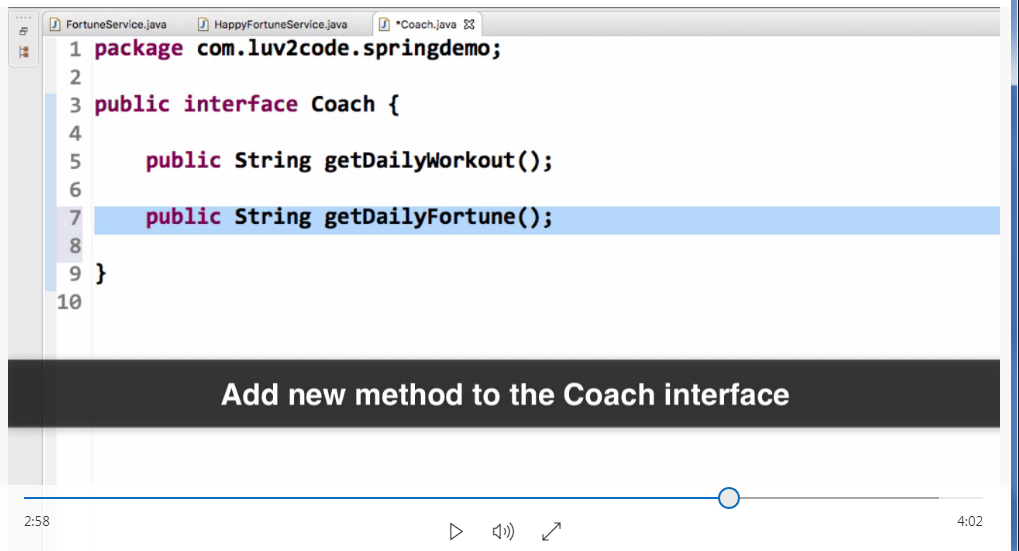 FortuneService.java HappyFortuneService.java *Coach.java
1 package com.luv2code.springdemo;
2
3 public interface Coach {
4
5 public String getDailyWorkout();
6
7 public String getDailyFortune();
8
9 }
10
Add new method to the Coach interface
2:58 4:02